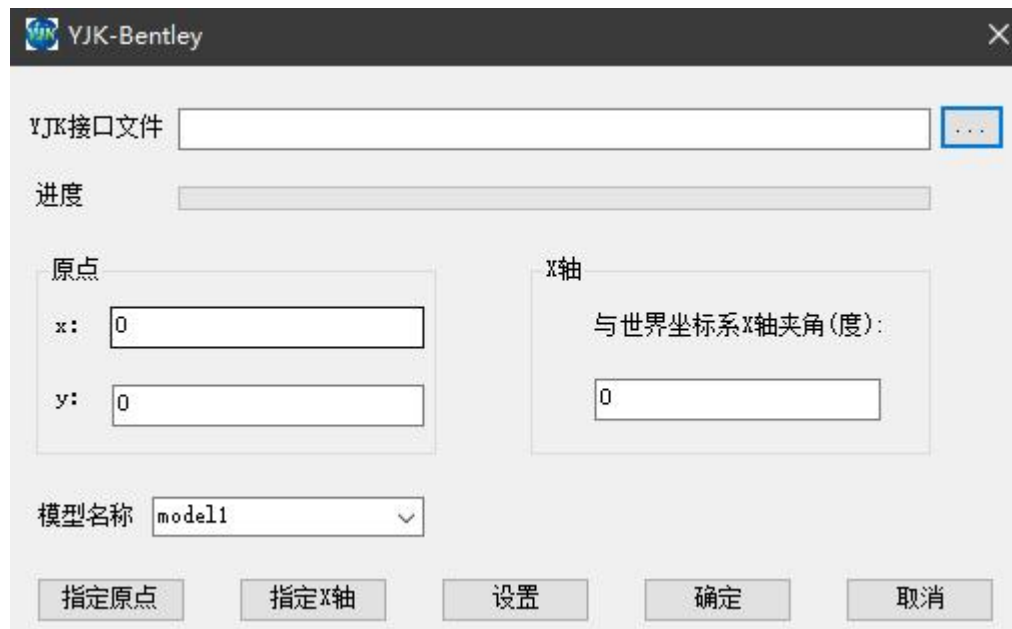 YJK YJK-Bentley
YJK接口文件 ...
进度
原点
X轴
x: 0
与世界坐标系X轴夹角(度):
y: 0
0
模型名称 model1
指定原点 指定X轴 设置 确定 取消